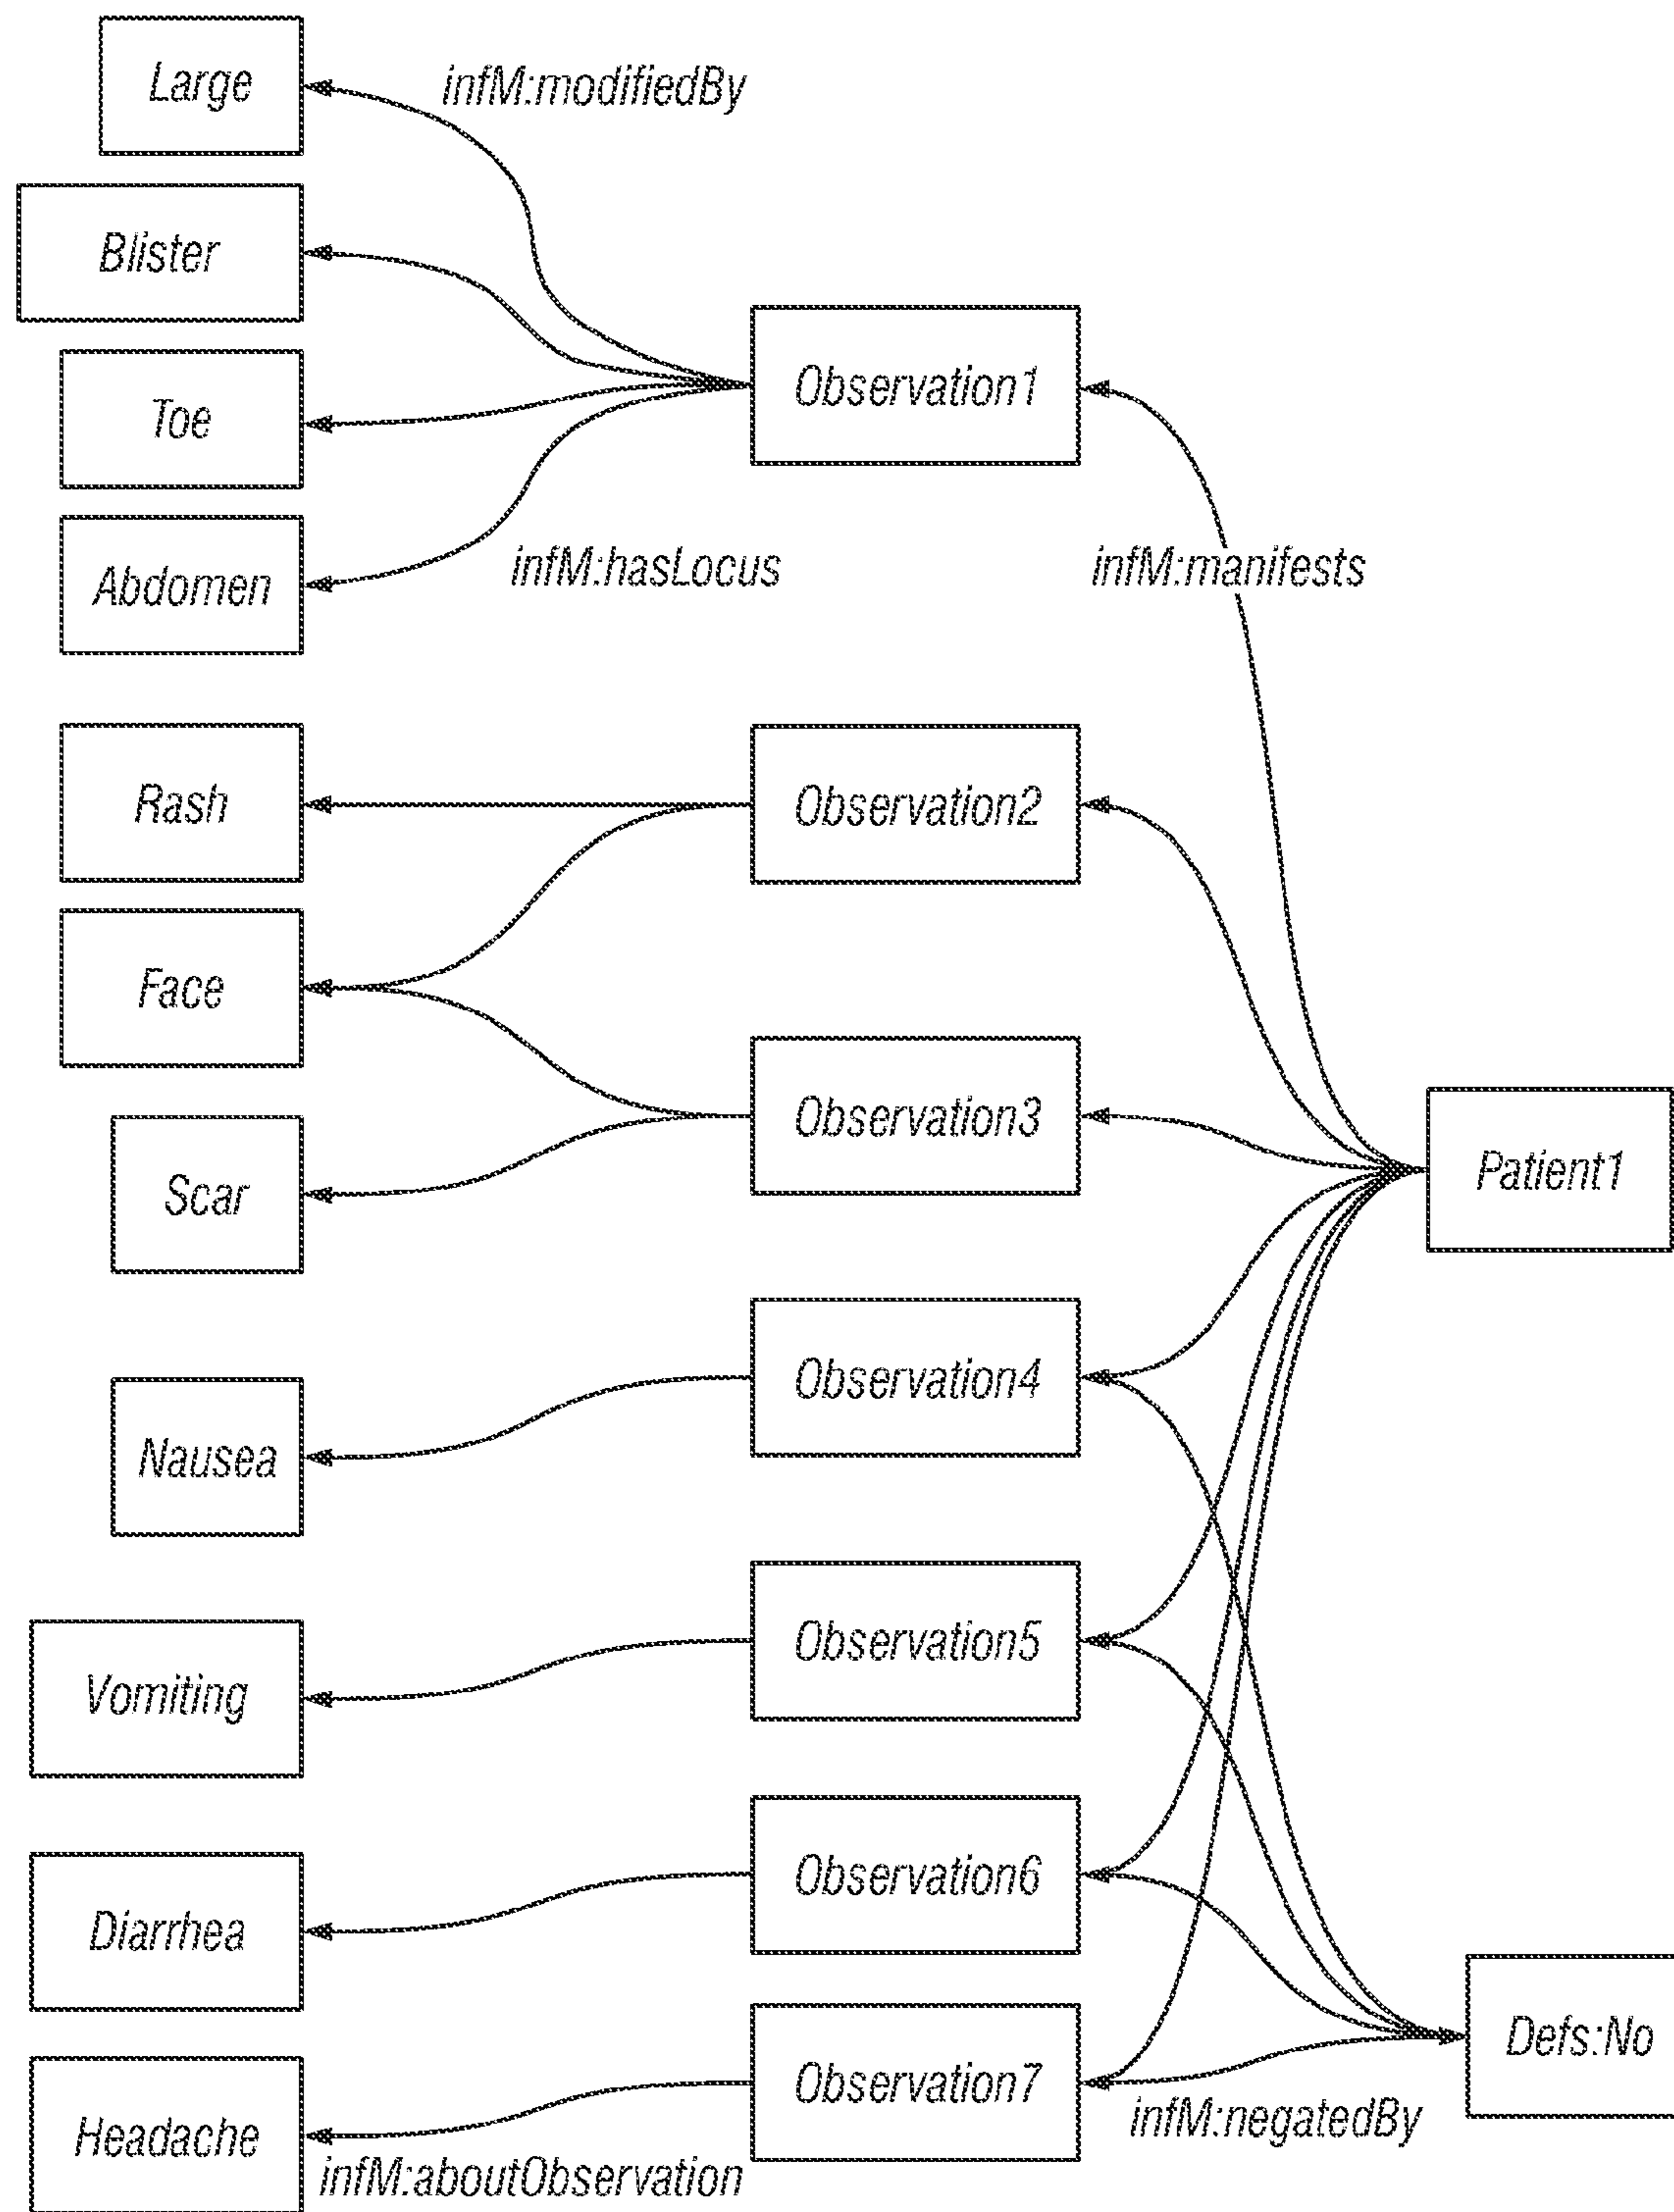 Large
infM:modifiedBy
Blister
Observation1
Toe
Abdomen
infM:hasLocus
infM:manifests
Rash
Observation2
Face
Observation3
Scar
Patient1
Observation4
Nausea
Observation5
Vomiting
Observation6
Diarrhea
Defs:No
Observation7
infM:negatedBy
Headache
infM:aboutObservation